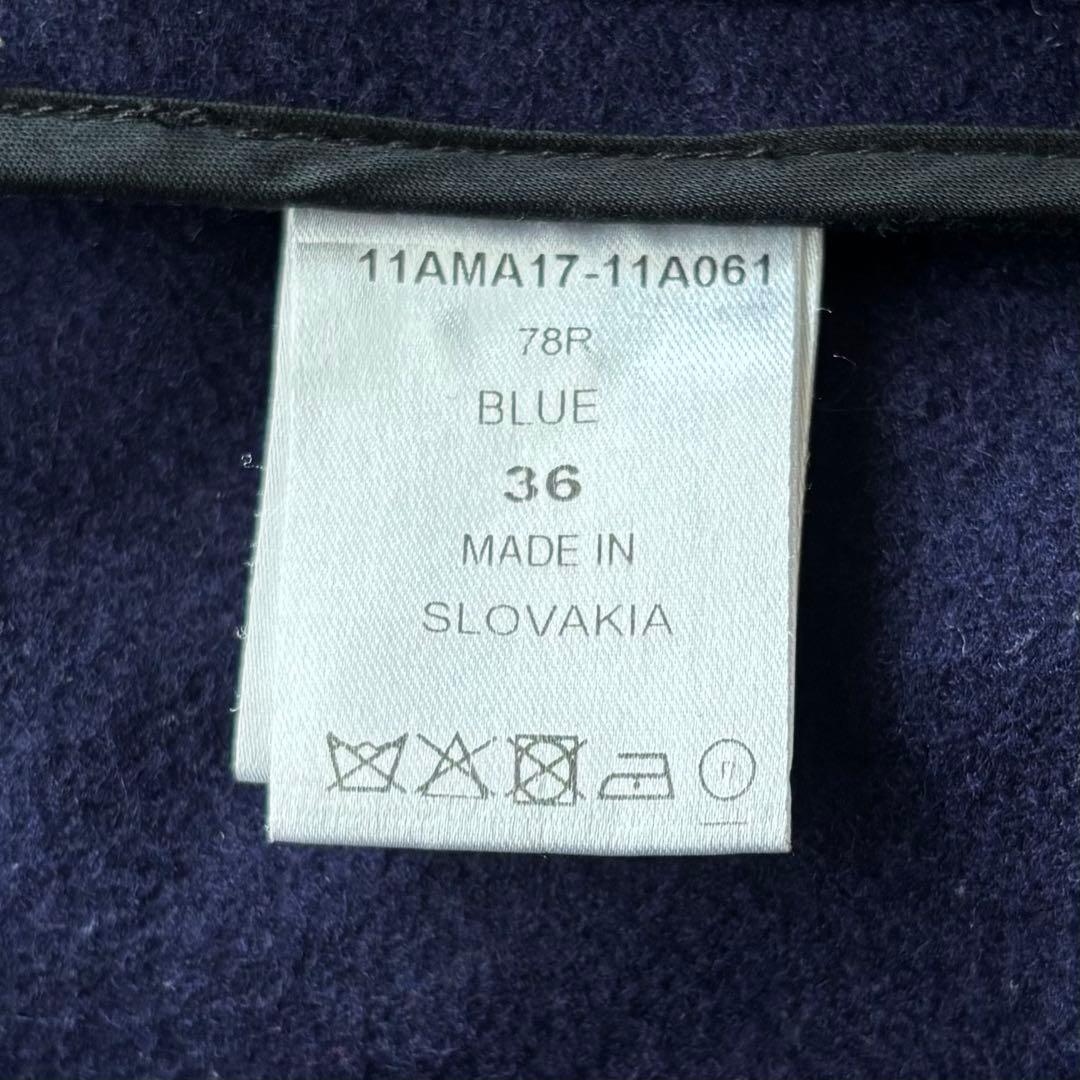 11AMA17-11A061
78R
BLUE
36
MADE IN
SLOVAKIA